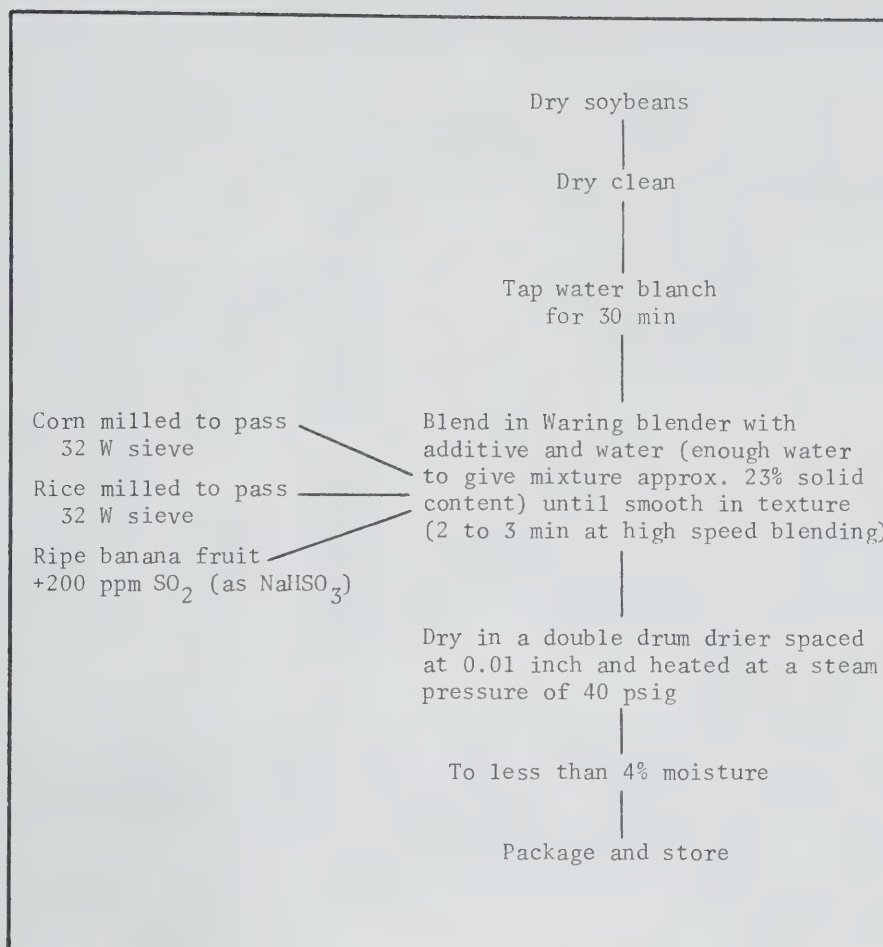 Dry soybeans
Dry clean
Tap water blanch
for 30 min
Corn milled to pass
32 W sieve
Rice milled to pass
32 W sieve
Ripe banana fruit
+200 ppm SO2 (as NaHSO3)
Blend in Waring blender with
additive and water (enough water
to give mixture approx. 23% solid
content) until smooth in texture
(2 to 3 min at high speed blending)
Dry in a double drum drier spaced
at 0.01 inch and heated at a steam
pressure of 40 psig
To less than 4% moisture
Package and store